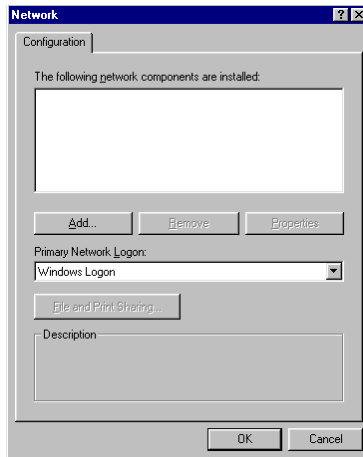 Network
Configuration
The following network components are installed:
Add...
Remove
Properties
Primary Network Logon:
Windows Logon
File and Print Sharing...
Description
OK
Cancel